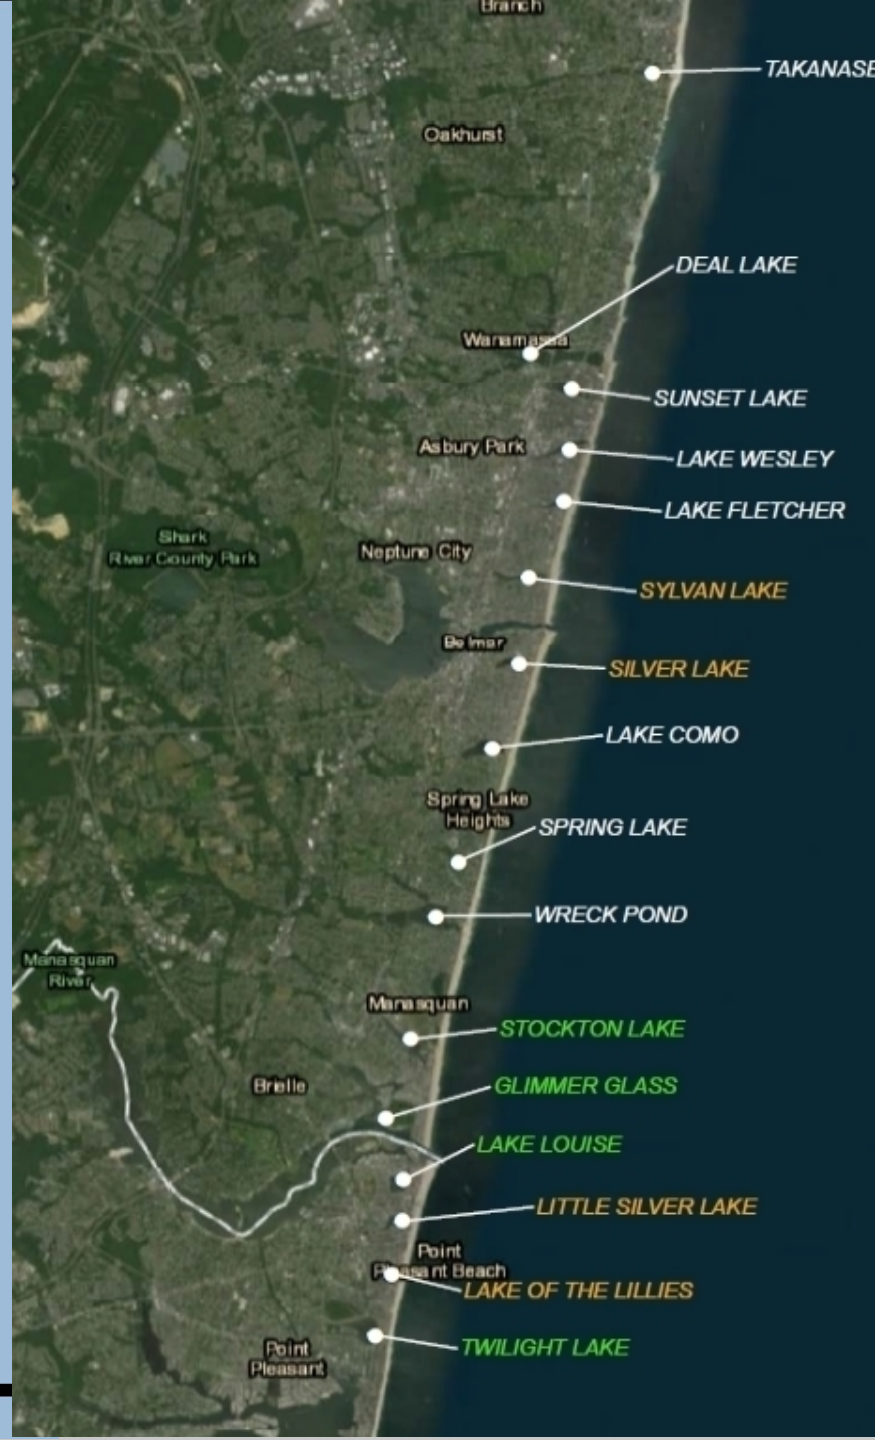 Branch
TAKANASE
Oakhurst
DEAL LAKE
Wanamassa
SUNSET LAKE
Asbury Park
LAKE WESLEY
LAKE FLETCHER
Shark
River County Park
Neptune City
SYLVAN LAKE
Belmar
SILVER LAKE
LAKE COMO
Spring Lake
Heights
SPRING LAKE
WRECK POND
Manasquan
River
Manasquan
STOCKTON LAKE
Brielle
GLIMMER GLASS
LAKE LOUISE
LITTLE SILVER LAKE
Point
Pleasant Beach
LAKE OF THE LILLIES
Point
Pleasant
TWILIGHT LAKE